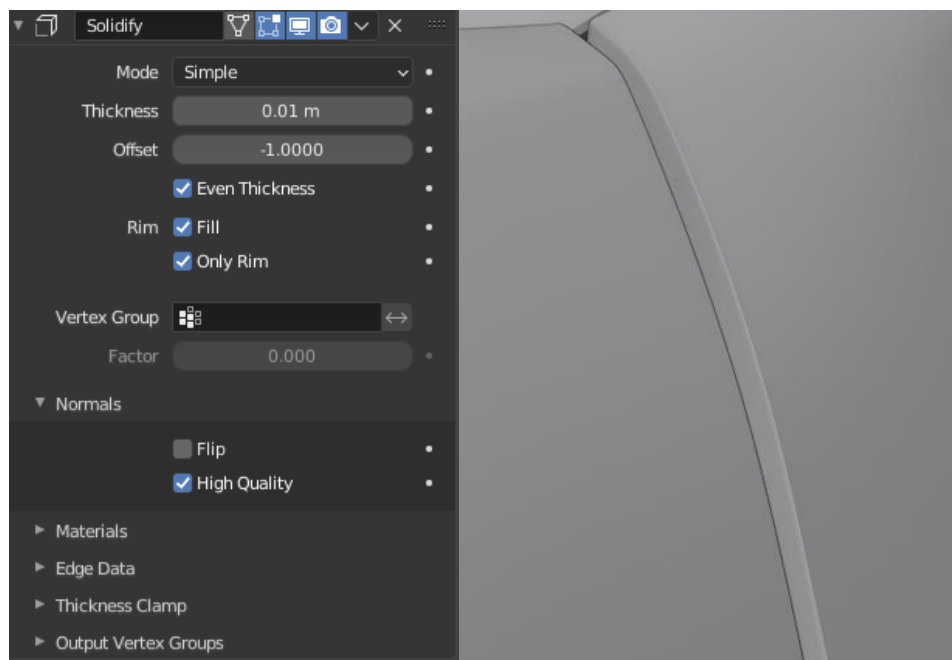 Solidify
Mode Simple
Thickness 0.01 m
Offset -1.0000
Even Thickness
Rim Fill
Only Rim
Vertex Group
Factor 0.000
Normals
Flip
High Quality
Materials
Edge Data
Thickness Clamp
Output Vertex Groups